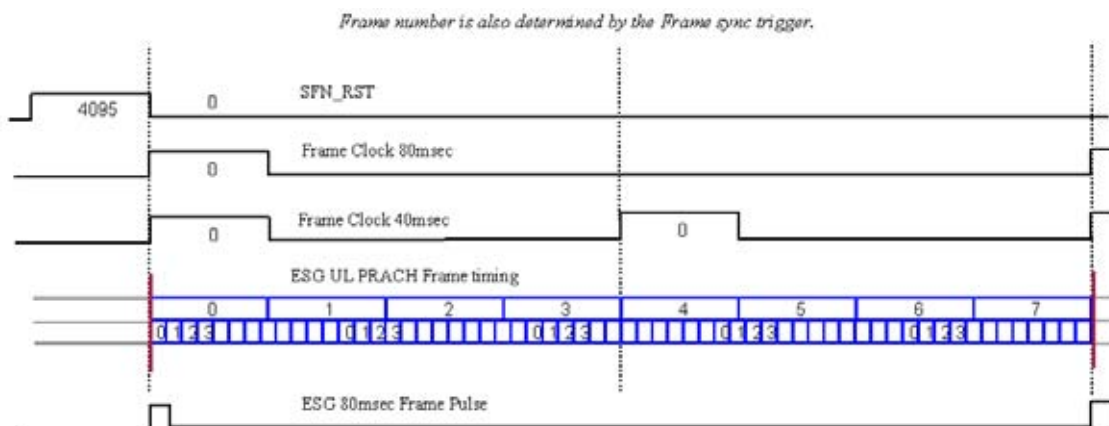 Frame number is also determined by the Frame sync trigger.
4095 0 SFN_RST
0 Frame Clock 80msec
0 Frame Clock 40msec 0
ESG UL PRACH Frame timing
0 1 2 3 4 5 6 7
0 1 2 3 0 1 2 3 0 1 2 3 0 1 2 3 0 1 2 3
ESG 80msec Frame Pulse